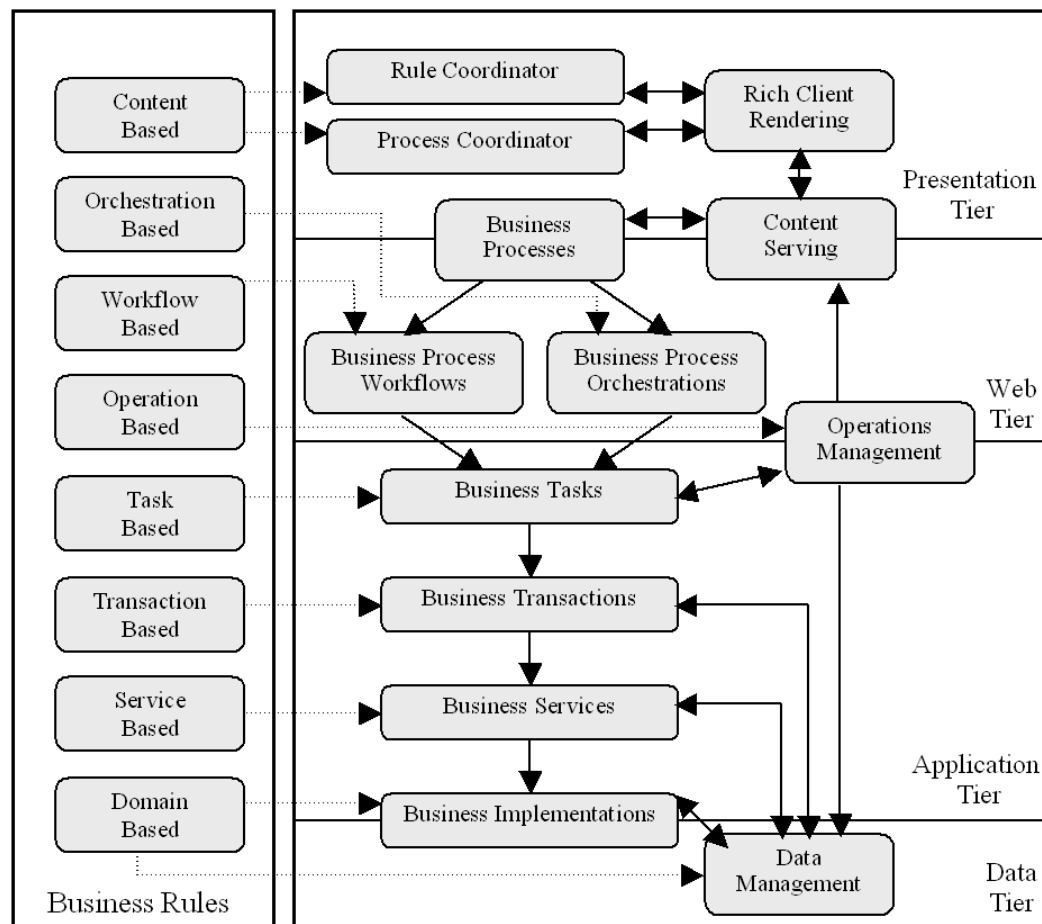 Content
Based
Orchestration
Based
Workflow
Based
Operation
Based
Task
Based
Transaction
Based
Service
Based
Domain
Based
Business Rules
Rule Coordinator
Process Coordinator
Rich Client
Rendering
Presentation
Tier
Business
Processes
Content
Serving
Business Process
Workflows
Business Process
Orchestrations
Web
Tier
Operations
Management
Business Tasks
Business Transactions
Business Services
Application
Tier
Business Implementations
Data
Management
Data
Tier